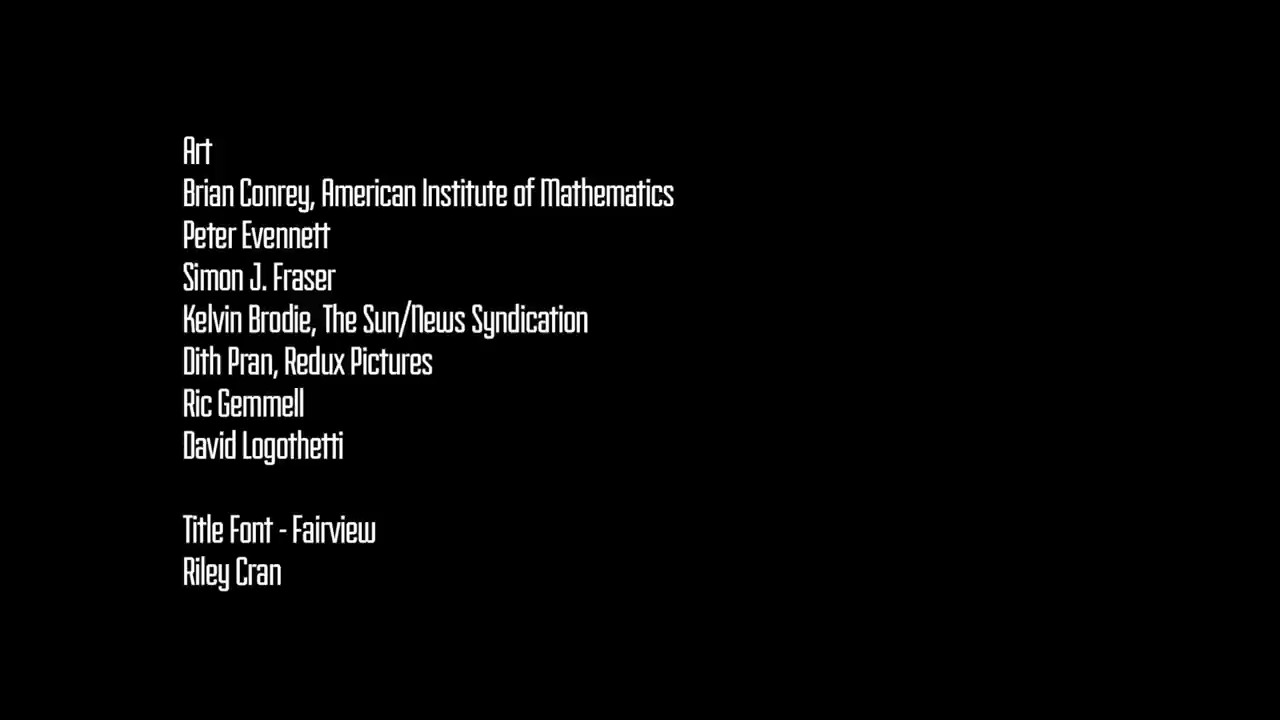 Art
Brian Conrey, American Institute of Mathematics
Peter Evennett
Simon J. Fraser
Kelvin Brodie, The Sun/News Syndication
Dith Pran, Redux Pictures
Ric Gemmell
David Logothetti
Title Font - Fairview
Riley Cran